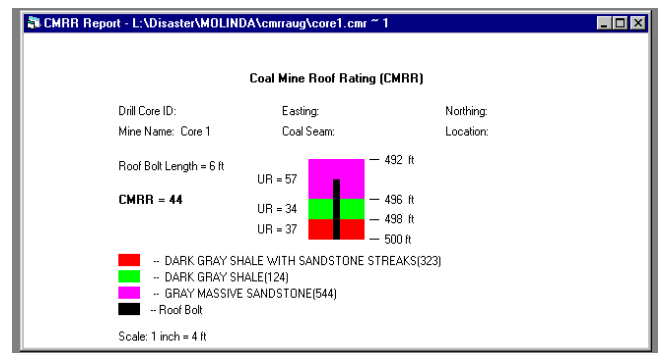 CMRR Report - L:\Disaster\MOLINDA\cmrraug\core1.cmr ~ 1
Coal Mine Roof Rating (CMRR)
Drill Core ID: Easting: Northing:
Mine Name: Core 1 Coal Seam: Location:
Roof Bolt Length = 6 ft
CMRR = 44
492 ft
UR = 57
496 ft
UR = 34
498 ft
UR = 37
500 ft
-- DARK GRAY SHALE WITH SANDSTONE STREAKS(323)
-- DARK GRAY SHALE(124)
-- GRAY MASSIVE SANDSTONE(544)
-- Roof Bolt
Scale: 1 inch = 4 ft